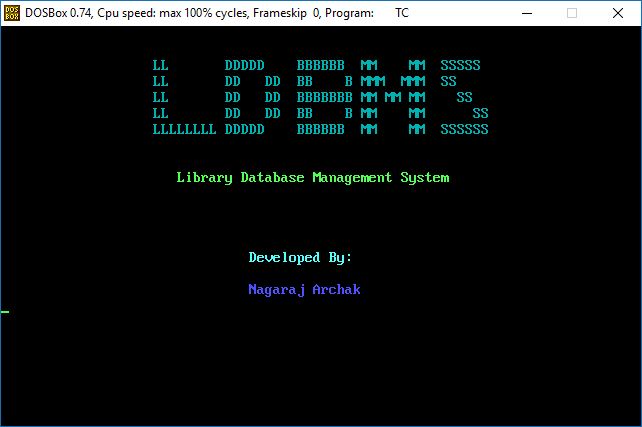 DOS BOX DOSBox 0.74, Cpu speed: max 100% cycles, Frameskip 0, Program: TC
LL DDDDD BBBBBB MM MM SSSSS
LL DD DD BB B MMM MMM SS
LL DD DD BBBBBBB MM MM MM SS
LL DD DD BB B MM MM SS
LLLLLLLL DDDDD BBBBBB MM MM SSSSSS
Library Database Management System
Developed By:
Nagaraj Archak